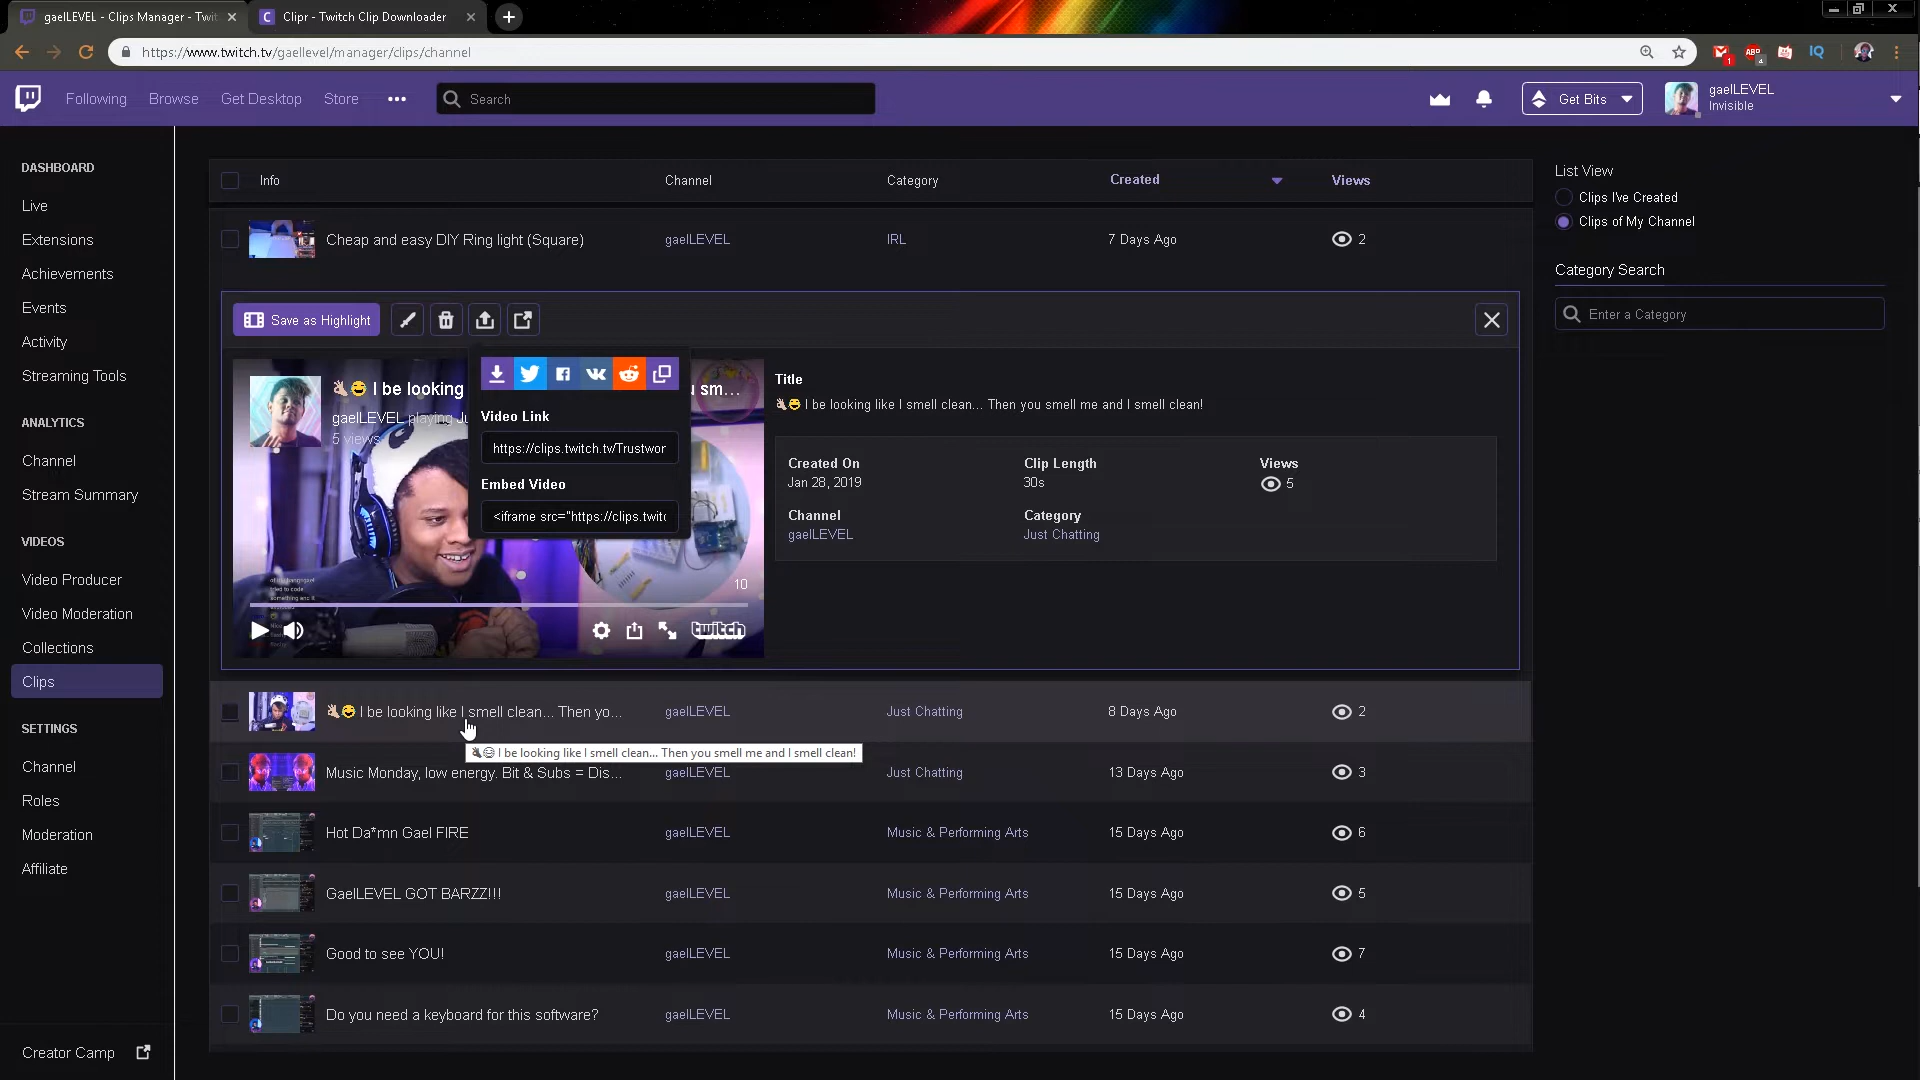 gaelLEVEL - Clips Manager - Twit
Clipr - Twitch Clip Downloader
https://www.twitch.tv/gaellevel/manager/clips/channel
1
ABP
4
IQ
Following
Browse
Get Desktop
Store
Search
Get Bits
gaelLEVEL
Invisible
DASHBOARD
Live
Extensions
Achievements
Events
Activity
Streaming Tools
ANALYTICS
Channel
Stream Summary
VIDEOS
Video Producer
Video Moderation
Collections
Clips
SETTINGS
Channel
Roles
Moderation
Affiliate
Creator Camp
Info Channel Category Created Views
Cheap and easy DIY Ring light (Square) gaelLEVEL IRL 7 Days Ago 2
Save as Highlight
👌🏻😂 I be looking
u sm...
gaelLEVEL playing Ju
5 views
Video Link
https://clips.twitch.tv/Trustwor
Embed Video
<iframe src="https://clips.twitc
10
twitch
Title
👌🏻😂 I be looking like I smell clean... Then you smell me and I smell clean!
Created On Clip Length Views
Jan 28, 2019 30s 5
Channel Category
gaelLEVEL Just Chatting
👌🏻😂 I be looking like I smell clean... Then yo... gaelLEVEL Just Chatting 8 Days Ago 2
👌😂 I be looking like I smell clean... Then you smell me and I smell clean!
Music Monday, low energy. Bit & Subs = Dis... gaelLEVEL Just Chatting 13 Days Ago 3
Hot Da*mn Gael FIRE gaelLEVEL Music & Performing Arts 15 Days Ago 6
GaelLEVEL GOT BARZZ!!! gaelLEVEL Music & Performing Arts 15 Days Ago 5
Good to see YOU! gaelLEVEL Music & Performing Arts 15 Days Ago 7
Do you need a keyboard for this software? gaelLEVEL Music & Performing Arts 15 Days Ago 4
List View
Clips I've Created
Clips of My Channel
Category Search
Enter a Category